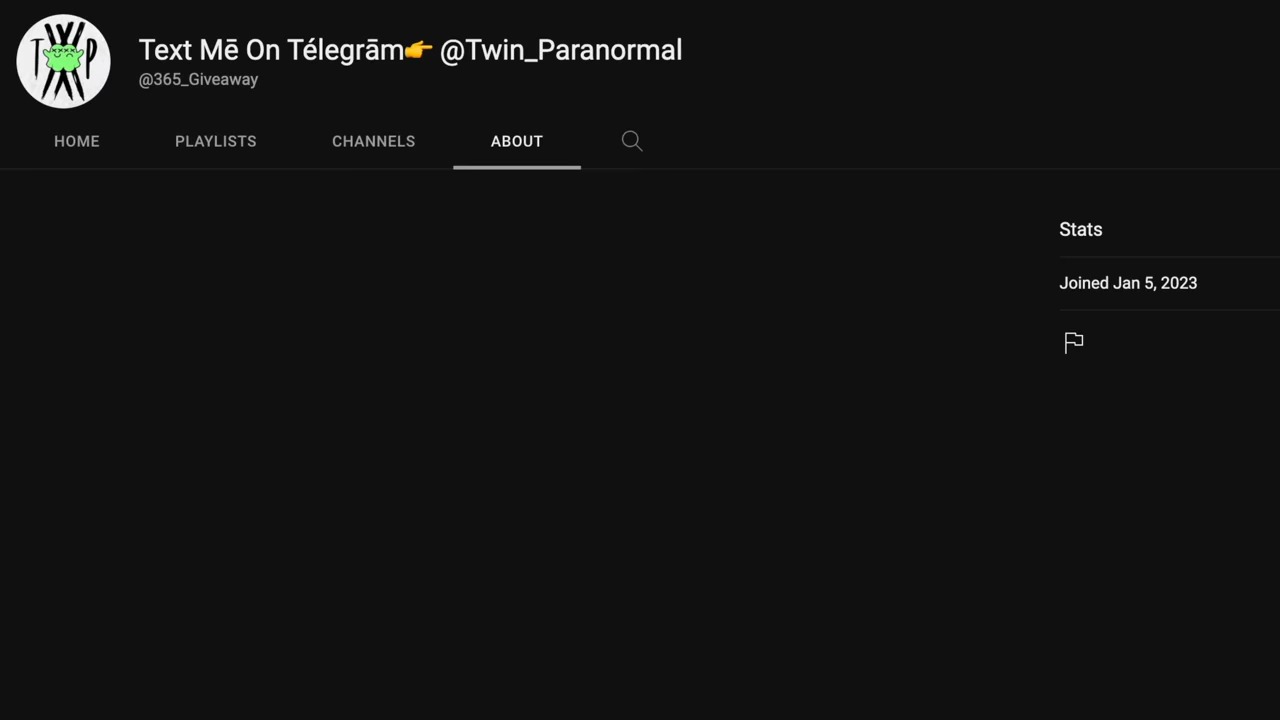 T P
Text Mē On Télegrām👉 @Twin_Paranormal
@365_Giveaway
HOME PLAYLISTS CHANNELS ABOUT
Stats
Joined Jan 5, 2023